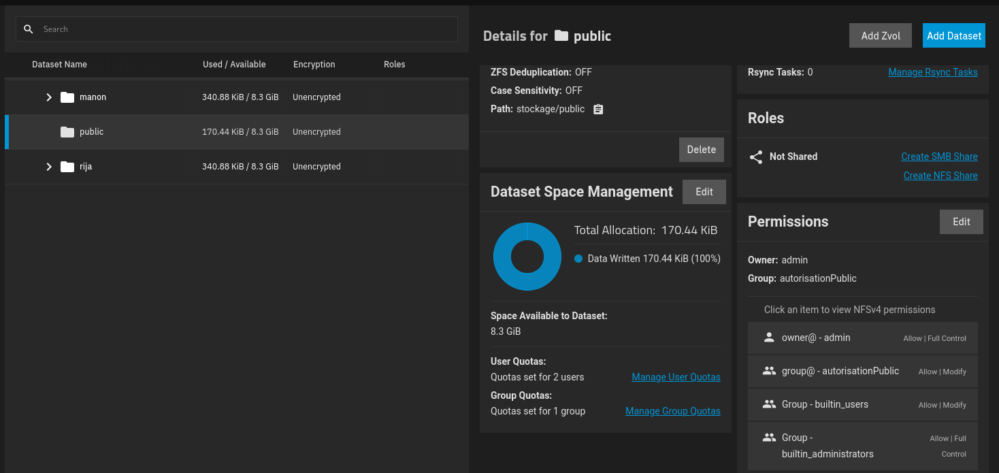 Search
Dataset Name Used / Available Encryption Roles
manon 340.88 KiB / 8.3 GiB Unencrypted
public 170.44 KiB / 8.3 GiB Unencrypted
rija 340.88 KiB / 8.3 GiB Unencrypted
Details for public
Add Zvol
Add Dataset
ZFS Deduplication: OFF
Case Sensitivity: OFF
Path: stockage/public
Delete
Dataset Space Management
Edit
Total Allocation: 170.44 KiB
Data Written 170.44 KiB (100%)
Space Available to Dataset:
8.3 GiB
User Quotas:
Quotas set for 2 users Manage User Quotas
Group Quotas:
Quotas set for 1 group Manage Group Quotas
Rsync Tasks: 0 Manage Rsync Tasks
Roles
Not Shared Create SMB Share
Create NFS Share
Permissions
Edit
Owner: admin
Group: autorisationPublic
Click an item to view NFSv4 permissions
owner@ - admin Allow | Full Control
group@ - autorisationPublic Allow | Modify
Group - builtin_users Allow | Modify
Group - Allow | Full
builtin_administrators Control